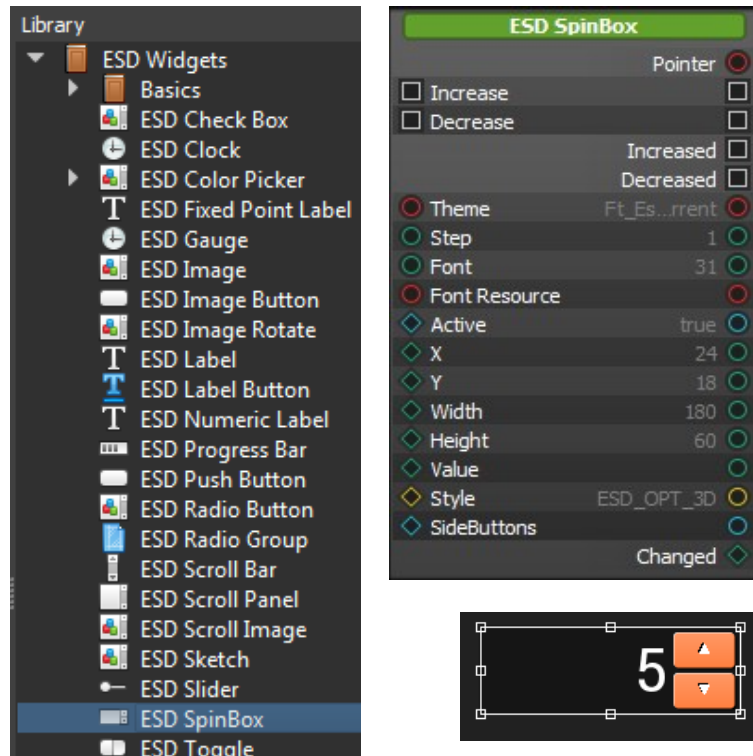 Library
ESD Widgets
Basics
ESD Check Box
ESD Clock
ESD Color Picker
ESD Fixed Point Label
ESD Gauge
ESD Image
ESD Image Button
ESD Image Rotate
ESD Label
ESD Label Button
ESD Numeric Label
ESD Progress Bar
ESD Push Button
ESD Radio Button
ESD Radio Group
ESD Scroll Bar
ESD Scroll Panel
ESD Scroll Image
ESD Sketch
ESD Slider
ESD SpinBox
ESD Toggle
ESD SpinBox
Pointer
Increase
Decrease
Increased
Decreased
Theme Ft_Es...rrent
Step 1
Font 31
Font Resource
Active true
X 24
Y 18
Width 180
Height 60
Value
Style ESD_OPT_3D
SideButtons
Changed
5